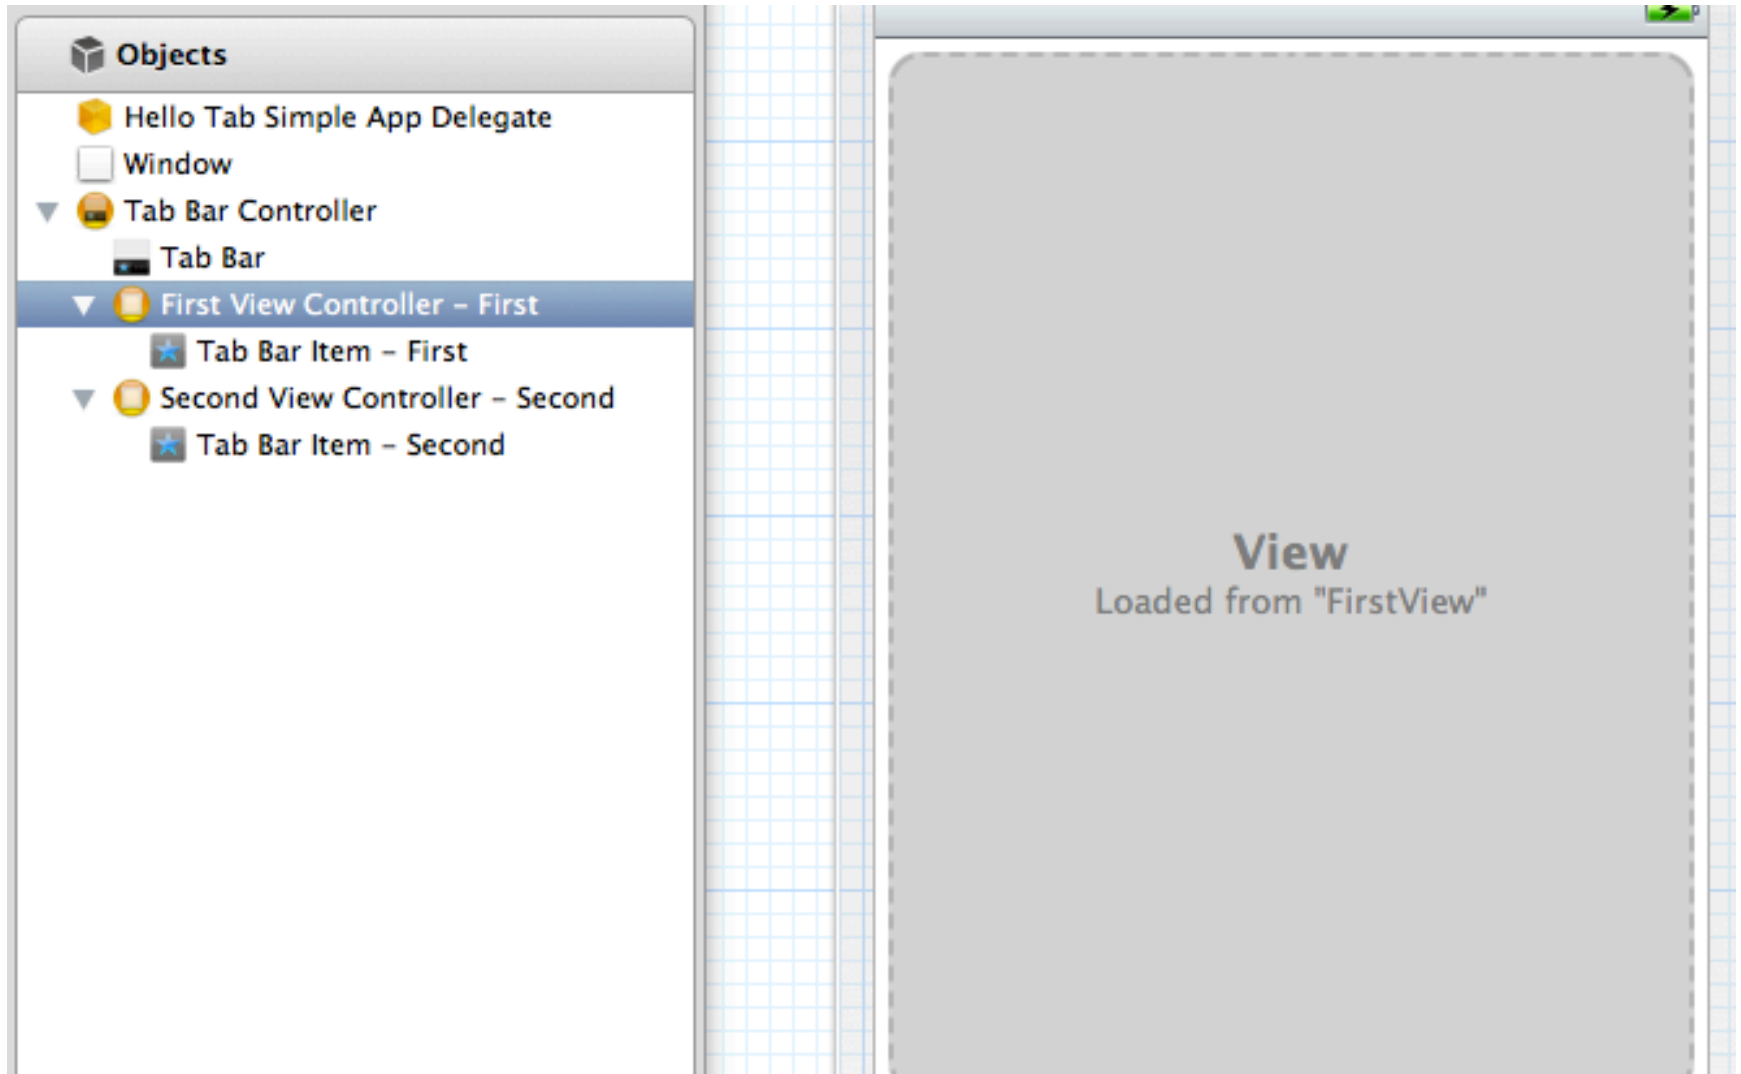 Objects
Hello Tab Simple App Delegate
Window
Tab Bar Controller
Tab Bar
First View Controller – First
Tab Bar Item – First
Second View Controller – Second
Tab Bar Item – Second
View
Loaded from "FirstView"